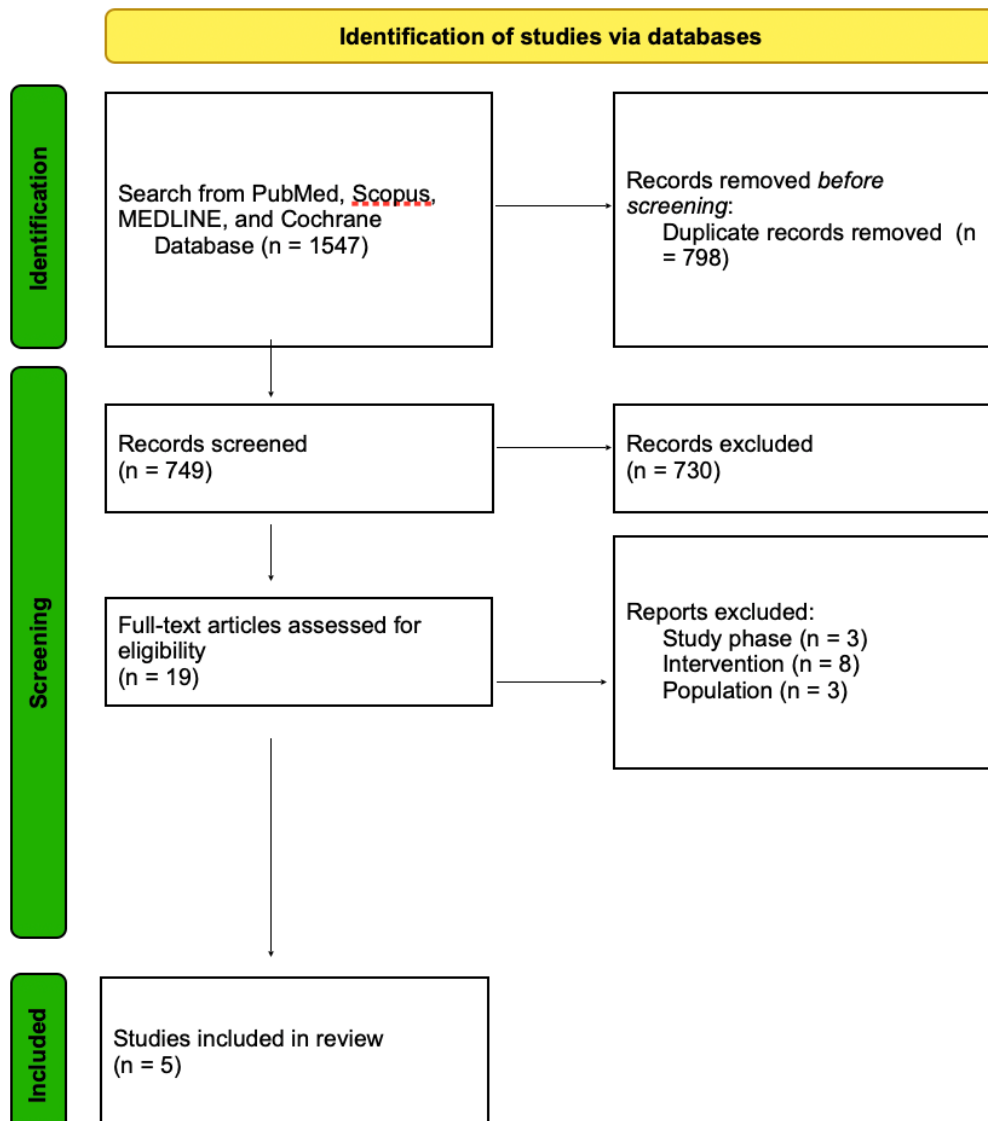 Identification of studies via databases
Identification
Search from PubMed, Scopus,
MEDLINE, and Cochrane
Database (n = 1547)
Records removed before
screening:
Duplicate records removed  (n
= 798)
Screening
Records screened
(n = 749)
Records excluded
(n = 730)
Full-text articles assessed for
eligibility
(n = 19)
Reports excluded:
Study phase (n = 3)
Intervention (n = 8)
Population (n = 3)
Included
Studies included in review
(n = 5)